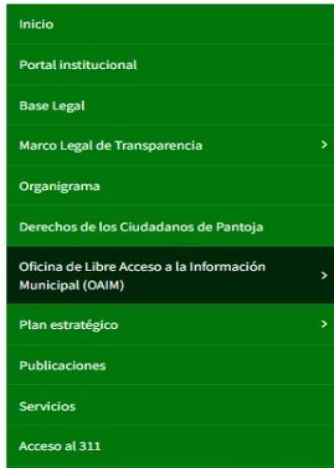 Inicio
Portal institucional
Base Legal
Marco Legal de Transparencia
Organigrama
Derechos de los Ciudadanos de Pantoja
Oficina de Libre Acceso a la Información
Municipal (OAIM)
Plan estratégico
Publicaciones
Servicios
Acceso al 311